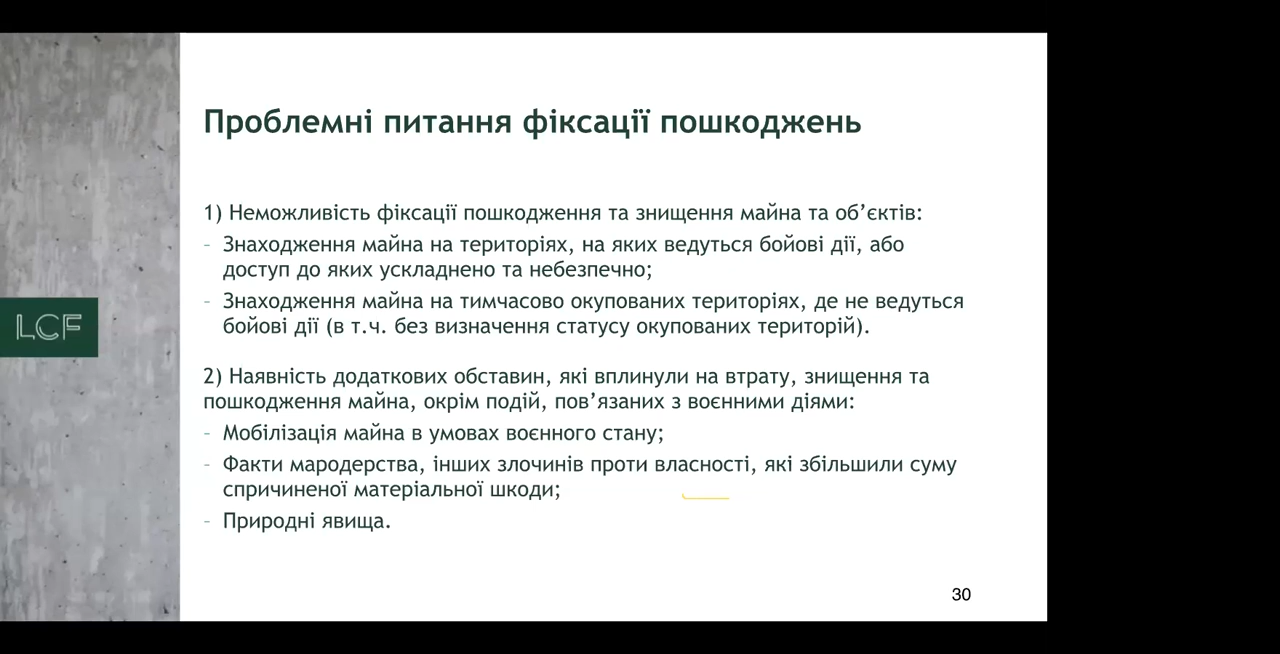 Проблемні питання фіксації пошкоджень
1) Неможливість фіксації пошкодження та знищення майна та об’єктів:
- Знаходження майна на територіях, на яких ведуться бойові дії, або
доступ до яких ускладнено та небезпечно;
- Знаходження майна на тимчасово окупованих територіях, де не ведуться
бойові дії (в т.ч. без визначення статусу окупованих територій).
LCF
2) Наявність додаткових обставин, які вплинули на втрату, знищення та
пошкодження майна, окрім подій, пов’язаних з воєнними діями:
- Мобілізація майна в умовах воєнного стану;
- Факти мародерства, інших злочинів проти власності, які збільшили суму
спричиненої матеріальної шкоди;
- Природні явища.
30